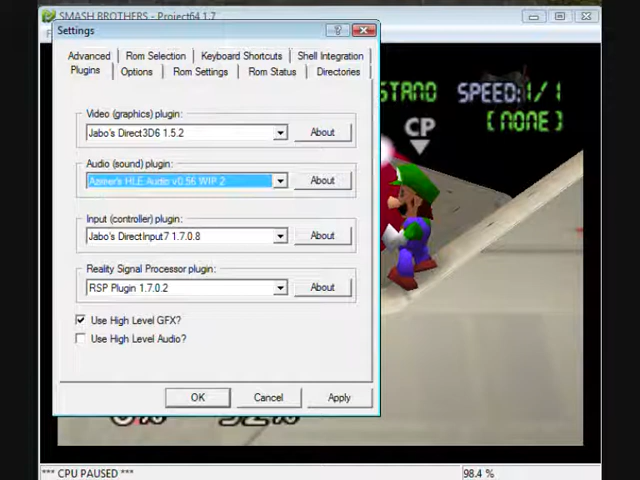 SMASH BROTHERS - Project64 1.7
Settings
Advanced Rom Selection Keyboard Shortcuts Shell Integration
Plugins Options Rom Settings Rom Status Directories
Video (graphics) plugin:
Jabo's Direct3D6 1.5.2 About
Audio (sound) plugin:
Azimer's HLE Audio v0.56 WIP 2 About
Input (controller) plugin:
Jabo's DirectInput7 1.7.0.8 About
Reality Signal Processor plugin:
RSP Plugin 1.7.0.2 About
Use High Level GFX?
Use High Level Audio?
OK Cancel Apply
STAND SPEED:1/1
CP [NONE]
*** CPU PAUSED *** 98.4 %